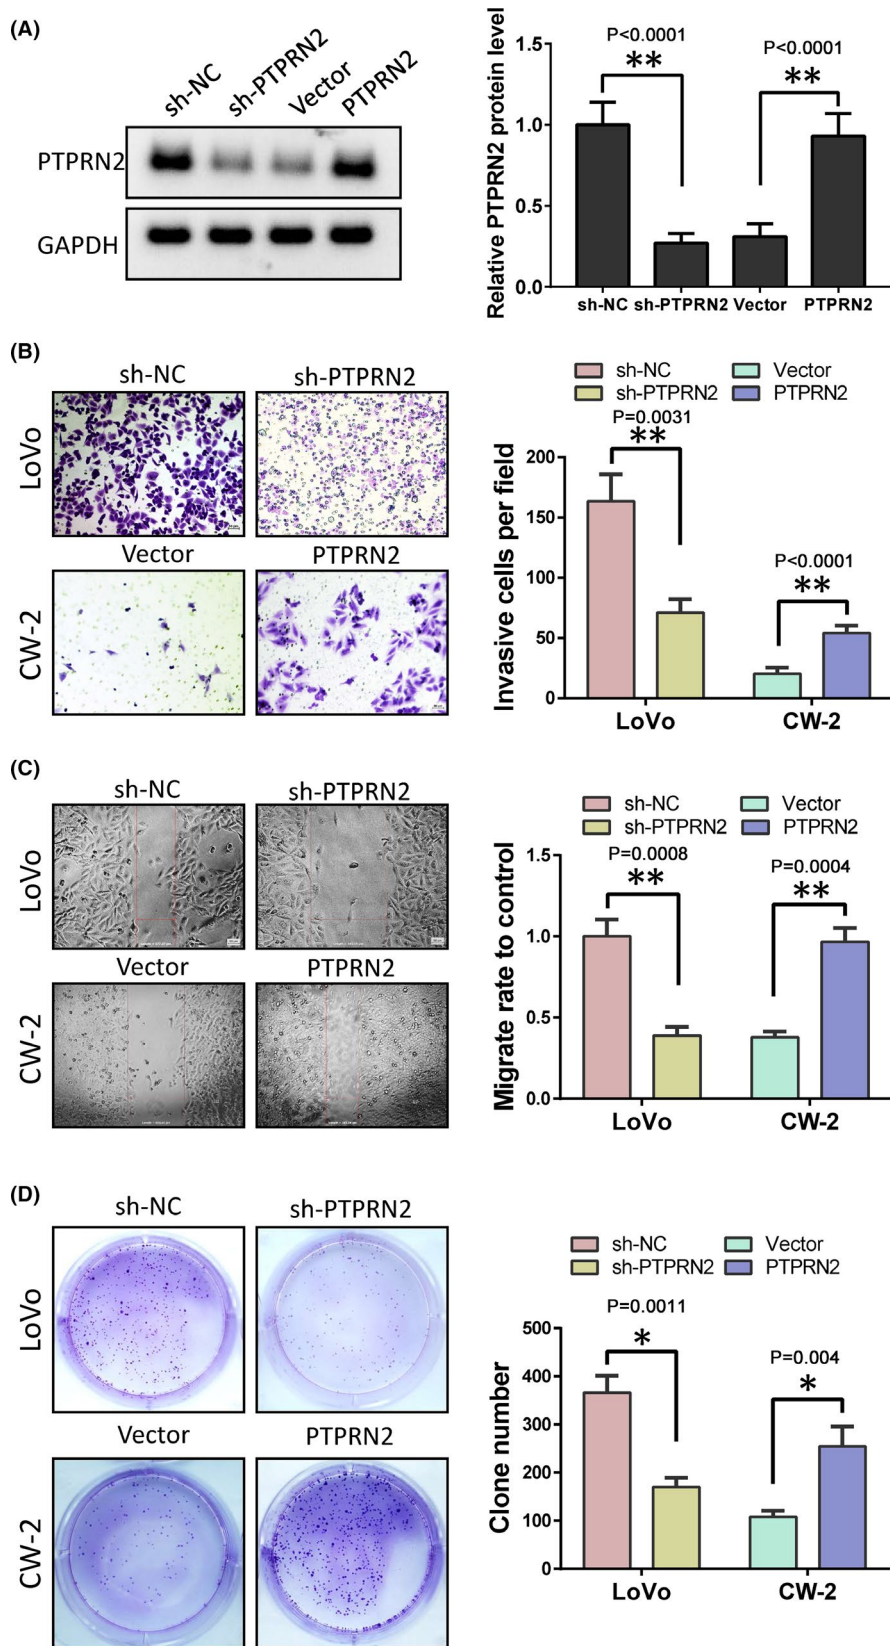 (A)
sh-NC sh-PTPRN2 Vector PTPRN2
PTPRN2
GAPDH
Relative PTPRN2 protein level
P<0.0001
**
P<0.0001
**
1.5
1.0
0.5
0.0
sh-NC sh-PTPRN2 Vector PTPRN2
(B)
sh-NC sh-PTPRN2
LoVo
Vector PTPRN2
CW-2
sh-NC Vector
sh-PTPRN2 PTPRN2
P=0.0031
**
P<0.0001
**
Invasive cells per field
200
150
100
50
0
LoVo CW-2
(C)
sh-NC sh-PTPRN2
LoVo
Vector PTPRN2
CW-2
sh-NC Vector
sh-PTPRN2 PTPRN2
P=0.0008
**
P=0.0004
**
Migrate rate to control
1.5
1.0
0.5
0.0
LoVo CW-2
(D)
sh-NC sh-PTPRN2
LoVo
Vector PTPRN2
CW-2
sh-NC Vector
sh-PTPRN2 PTPRN2
P=0.0011
*
P=0.004
*
Clone number
500
400
300
200
100
0
LoVo CW-2